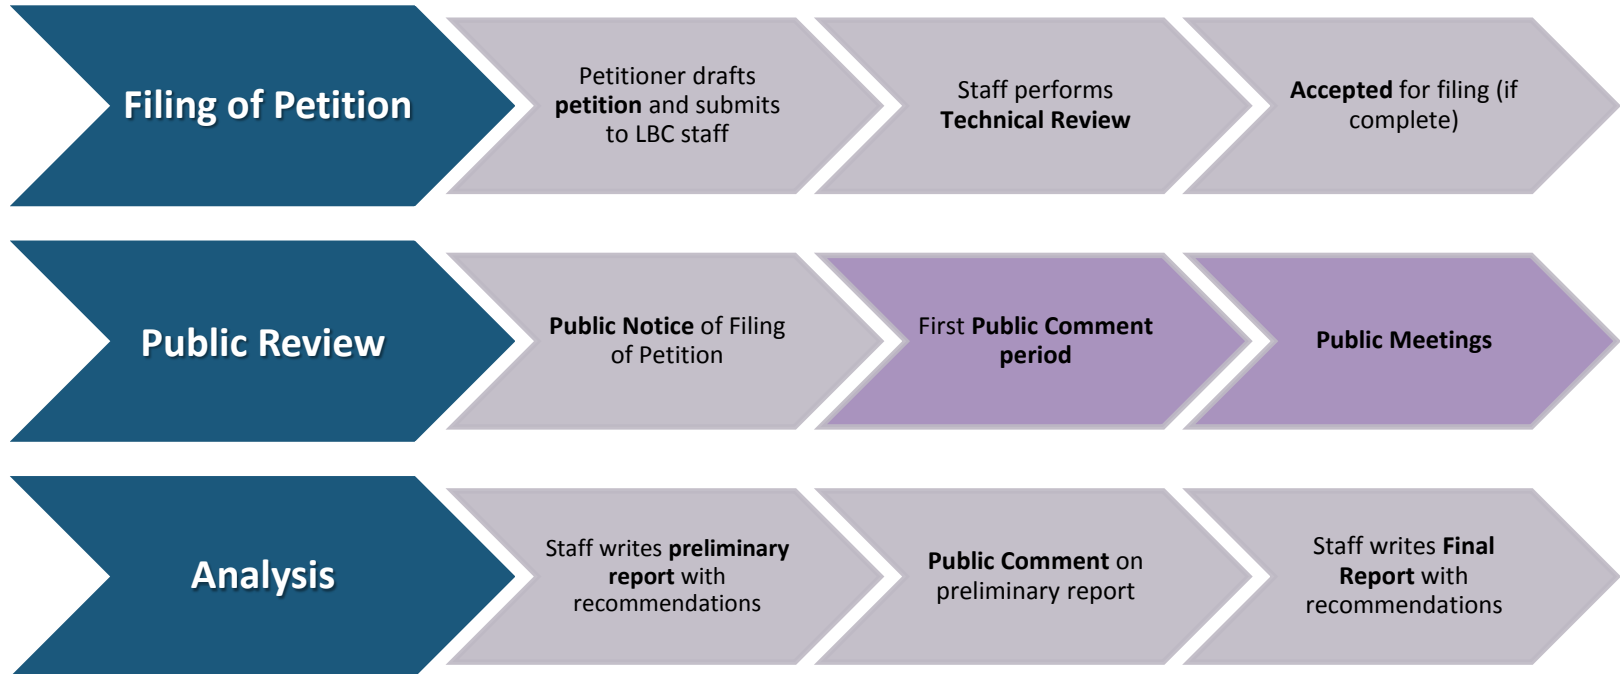 Filing of Petition
Petitioner drafts
petition and submits
to LBC staff
Staff performs
Technical Review
Accepted for filing (if
complete)
Public Review
Public Notice of Filing
of Petition
First Public Comment
period
Public Meetings
Analysis
Staff writes preliminary
report with
recommendations
Public Comment on
preliminary report
Staff writes Final
Report with
recommendations